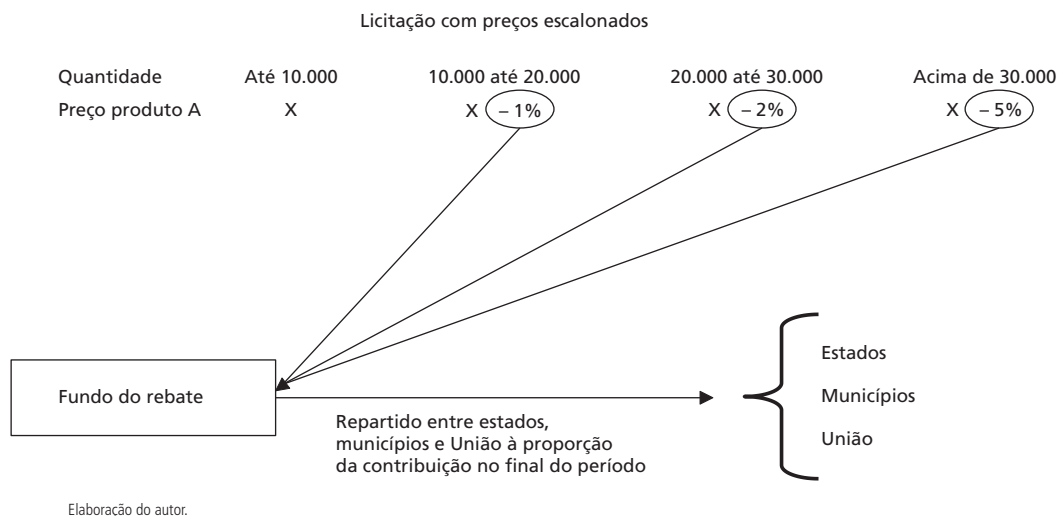 Licitação com preços escalonados
Quantidade Até 10.000 10.000 até 20.000 20.000 até 30.000 Acima de 30.000
Preço produto A X X – 1% X – 2% X – 5%
Fundo do rebate
Repartido entre estados,
municípios e União à proporção
da contribuição no final do período
Estados
Municípios
União
Elaboração do autor.